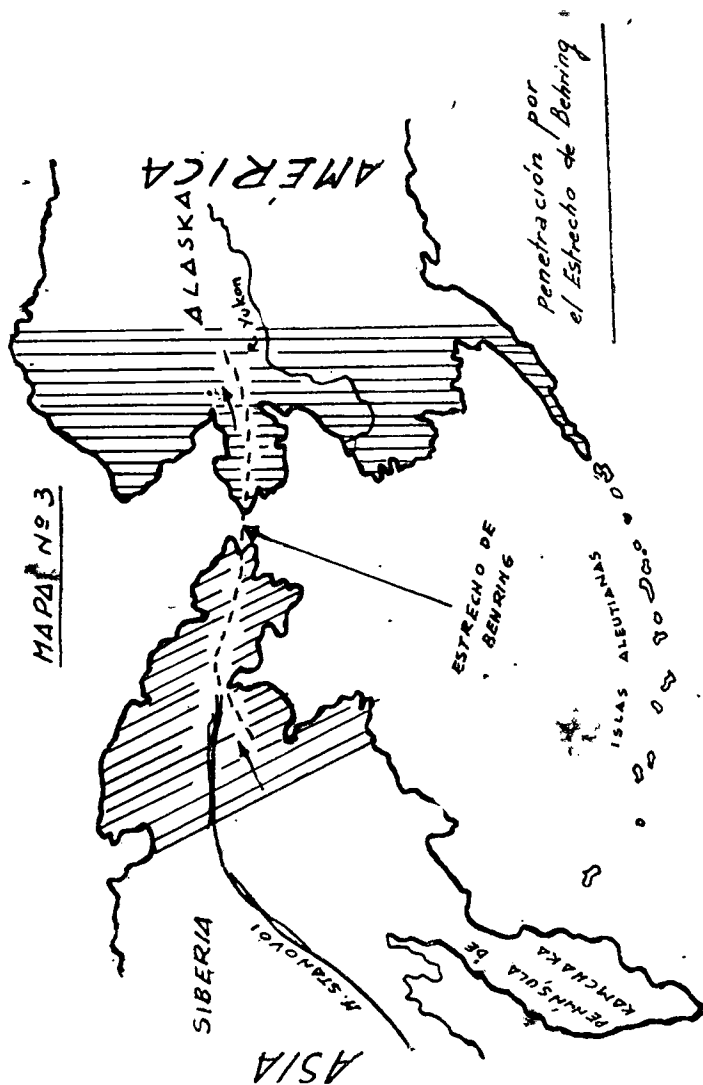 MAPA Nº 3
AMÉRICA
ALASKA
R. Yukon
ASIA
SIBERIA
M. STANOVOI
ESTRECHO DE
BEHRING
ISLAS ALEUTIANAS
PENÍNSULA DE
KAMCHAKA
Penetración por
el Estrecho de Behring